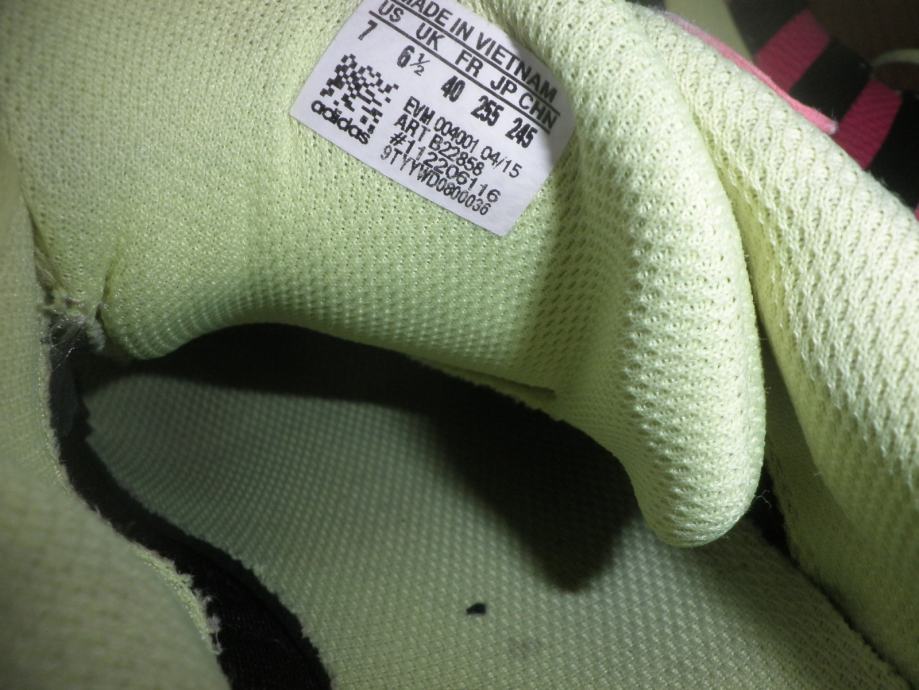 MADE IN VIETNAM
US UK FR JP CHN
7 6½ 40 255 245
adidas
EVM 004001 04/15
ART B22858
#112206116
9TYYWD0800036